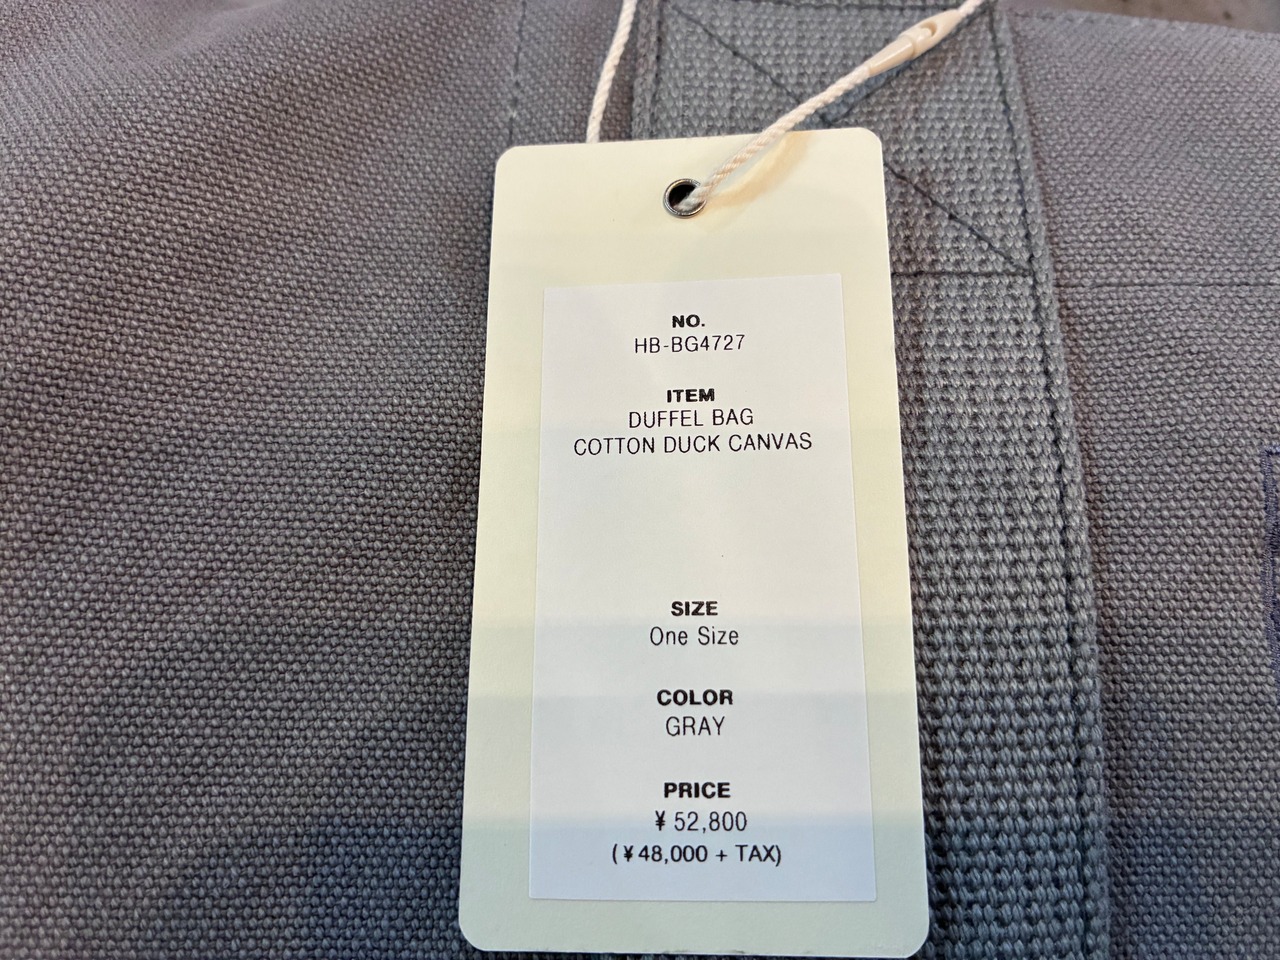 NO.
HB-BG4727
ITEM
DUFFEL BAG
COTTON DUCK CANVAS
SIZE
One Size
COLOR
GRAY
PRICE
¥ 52,800
(¥48,000 + TAX)